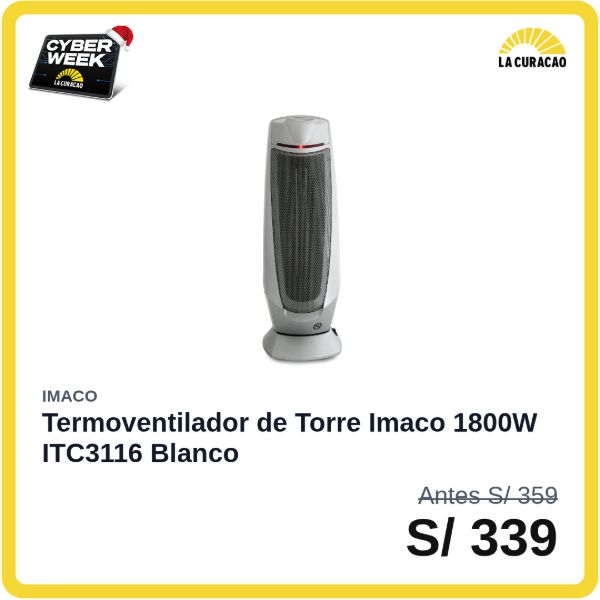 CYBER
WEEK
LA CURACAO
LA CURACAO
IMACO
Termoventilador de Torre Imaco 1800W
ITC3116 Blanco
Antes S/ 359
S/ 339